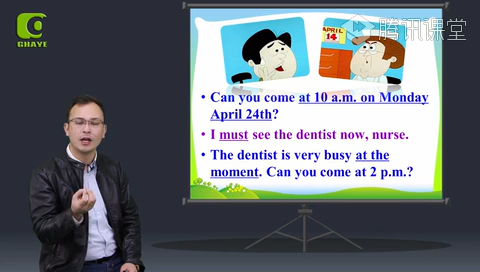 GHAYE
腾讯课堂
APRIL
14
• Can you come at 10 a.m. on Monday
April 24th?
• I must see the dentist now, nurse.
• The dentist is very busy at the
moment. Can you come at 2 p.m.?